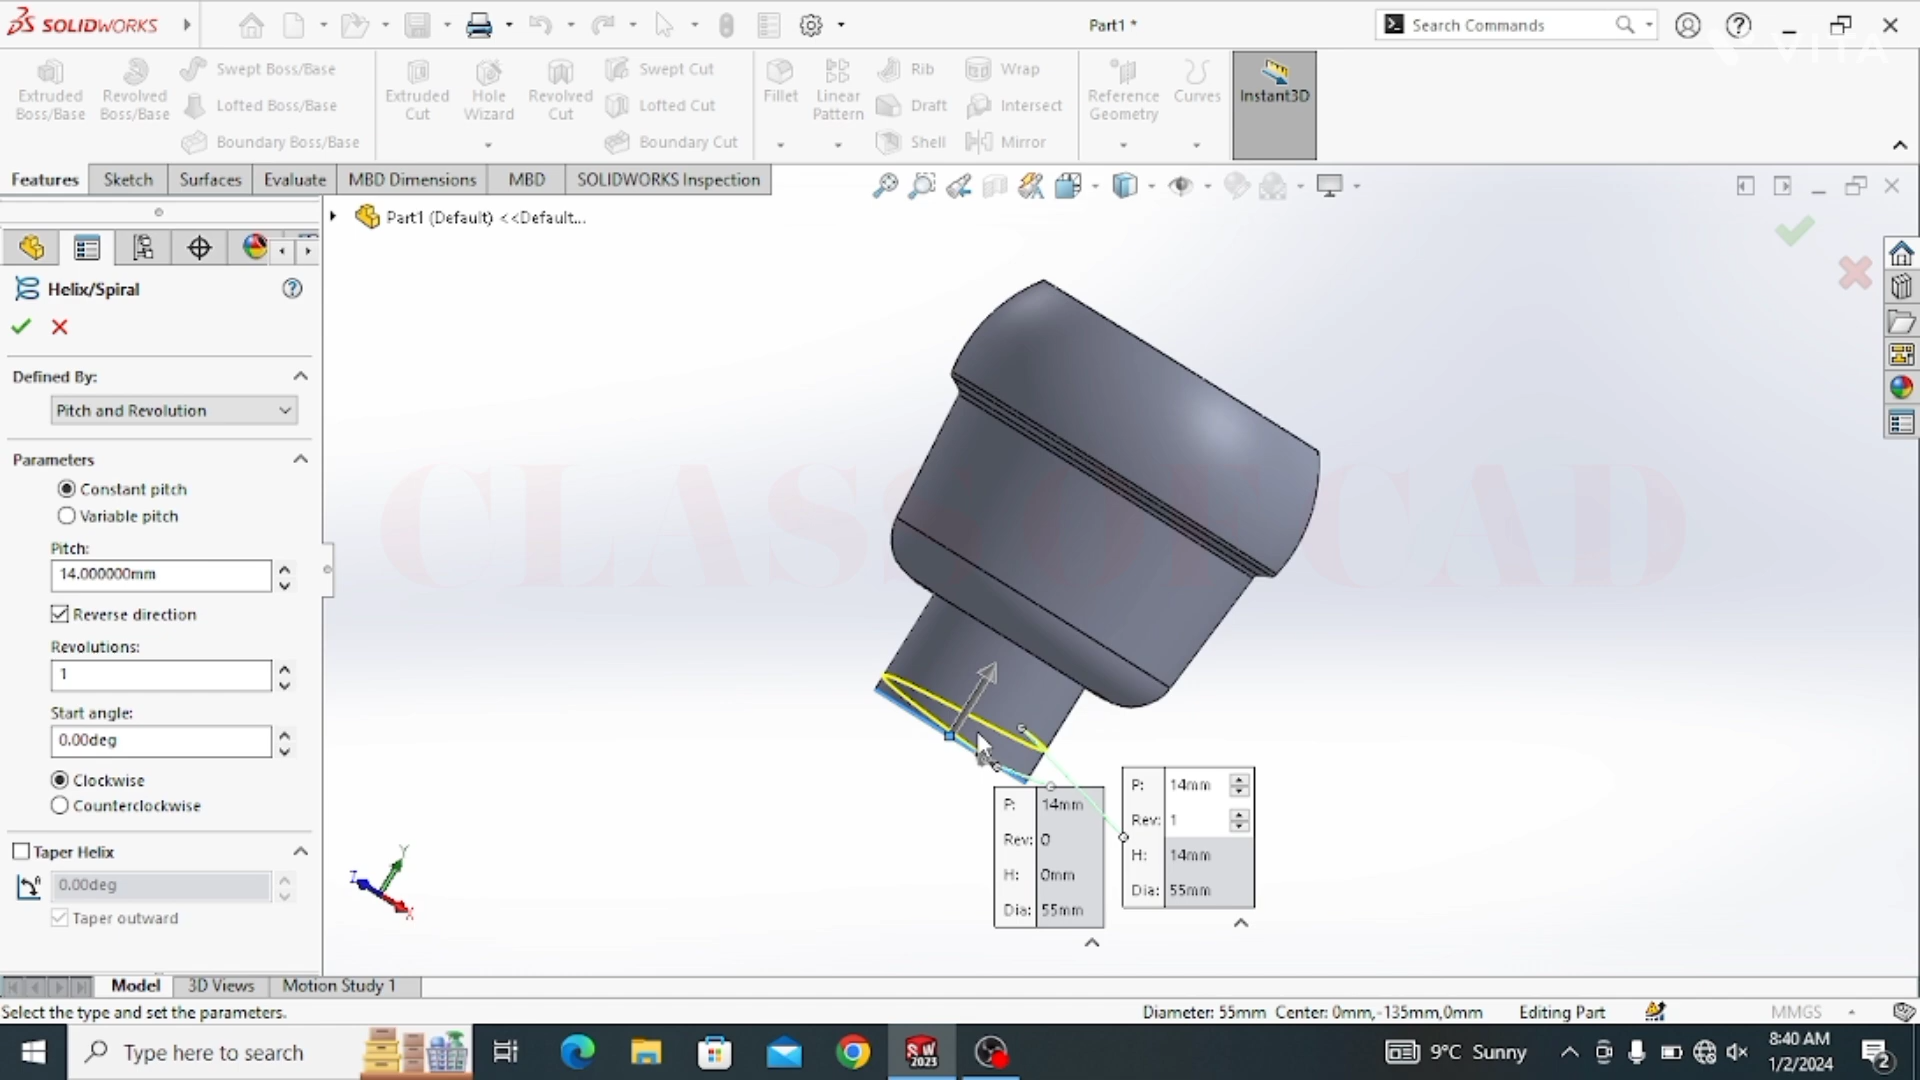 SOLIDWORKS
Part1 *
Search Commands
VITA
Extruded Boss/Base
Revolved Boss/Base
Swept Boss/Base
Lofted Boss/Base
Boundary Boss/Base
Extruded Cut
Hole Wizard
Revolved Cut
Swept Cut
Lofted Cut
Boundary Cut
Fillet
Linear Pattern
Rib
Draft
Shell
Wrap
Intersect
Mirror
Reference Geometry
Curves
Instant3D
Features
Sketch
Surfaces
Evaluate
MBD Dimensions
MBD
SOLIDWORKS Inspection
Part1 (Default) <<Default...
Helix/Spiral
Defined By:
Pitch and Revolution
Parameters
Constant pitch
Variable pitch
Pitch:
14.000000mm
Reverse direction
Revolutions:
1
Start angle:
0.00deg
Clockwise
Counterclockwise
Taper Helix
0.00deg
Taper outward
CLASS OF CAD
P: 14mm
Rev: 0
H: 0mm
Dia: 55mm
P: 14mm
Rev: 1
H: 14mm
Dia: 55mm
Y
Z
X
Model
3D Views
Motion Study 1
Select the type and set the parameters.
Diameter: 55mm Center: 0mm,-135mm,0mm
Editing Part
MMGS
Type here to search
SW
2023
9°C Sunny
8:40 AM
1/2/2024
2